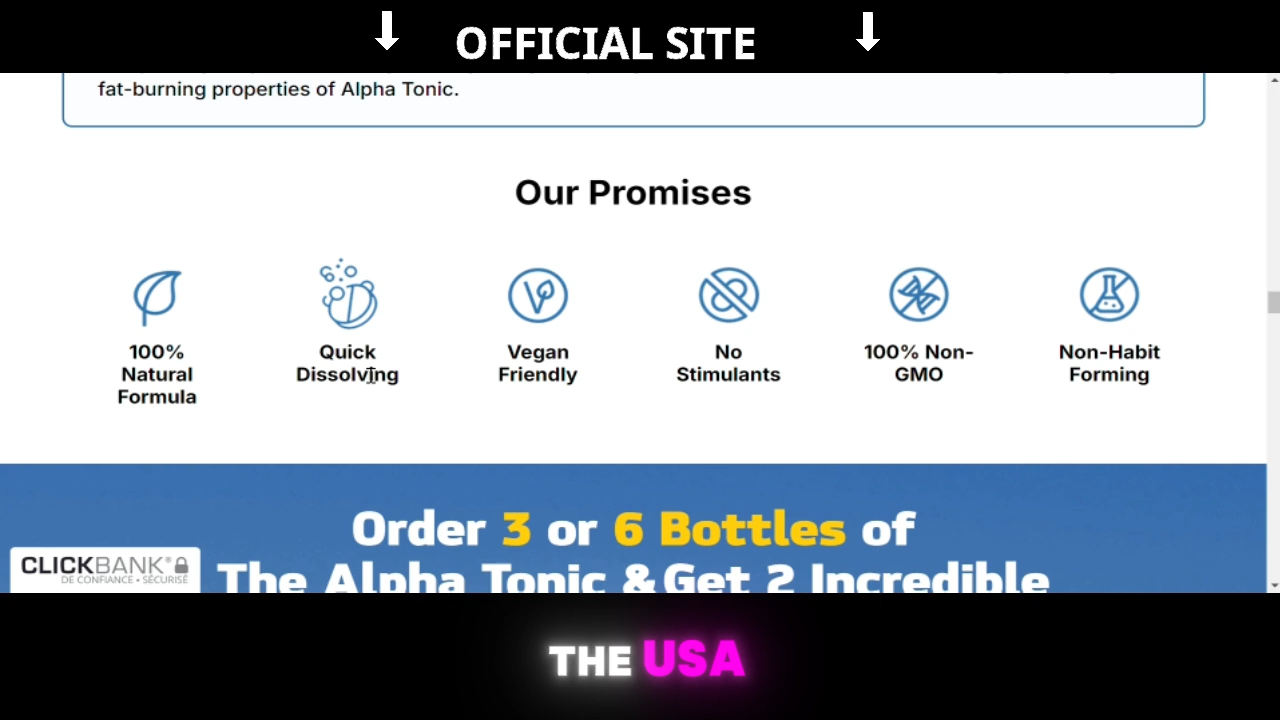 OFFICIAL SITE
fat-burning properties of Alpha Tonic.
Our Promises
100%
Natural
Formula
Quick
Dissolving
Vegan
Friendly
No
Stimulants
100% Non-
GMO
Non-Habit
Forming
Order 3 or 6 Bottles of
The Alpha Tonic & Get 2 Incredible
CLICKBANK®
DE CONFIANCE • SÉCURISÉ
THE USA